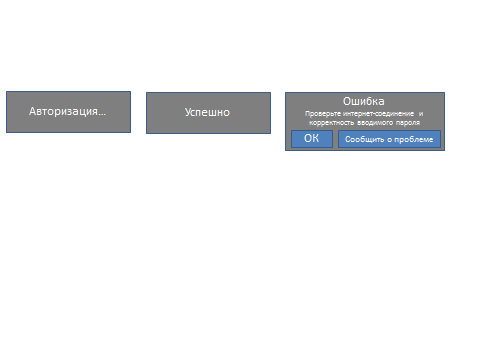 Авторизация...
Успешно
Ошибка
Проверьте интернет-соединение и
корректность вводимого пароля
ОК
Сообщить о проблеме